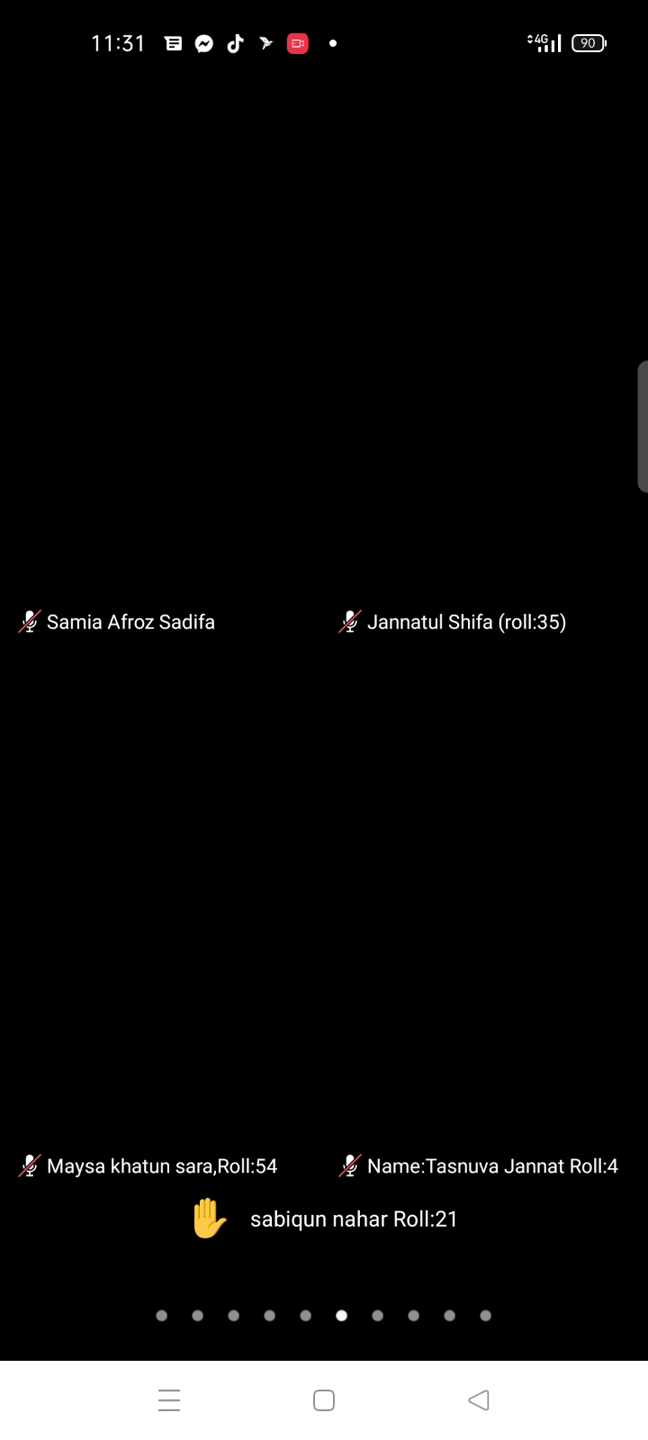 11:31
4G
90
Samia Afroz Sadifa
Jannatul Shifa (roll:35)
Maysa khatun sara,Roll:54
Name:Tasnuva Jannat Roll:4
sabiqun nahar Roll:21